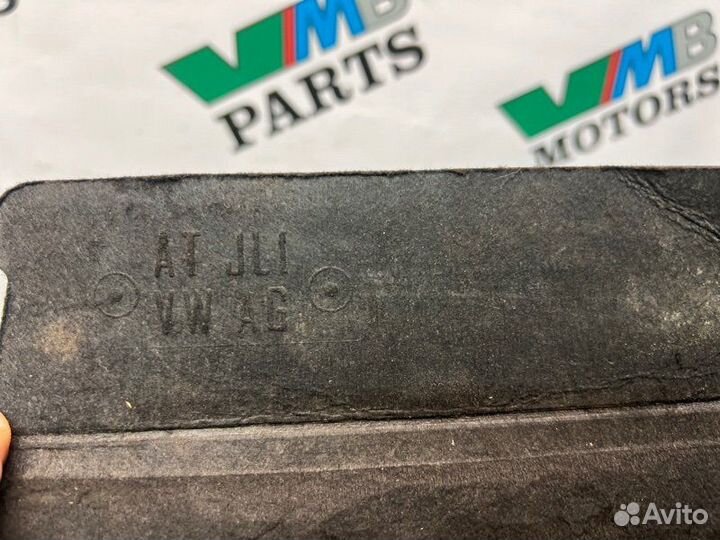 VMB
PARTS
VMB
MOTORS
AT JLI
VW AG
Avito